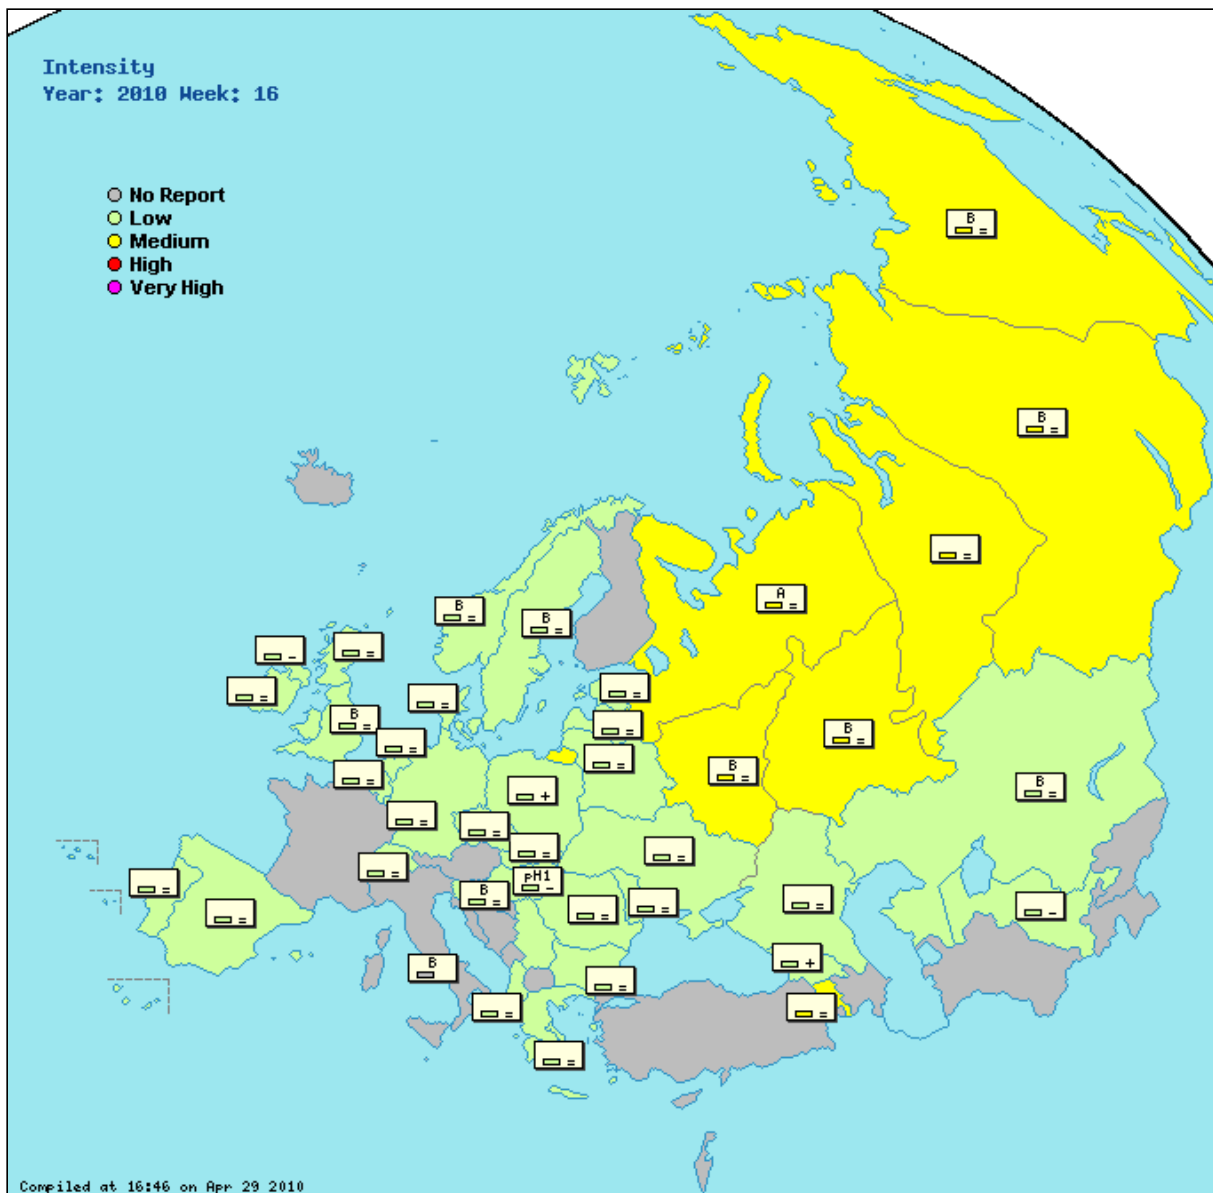 Intensity
Year: 2010 Week: 16
No Report
Low
Medium
High
Very High
B
=
B
=
=
A
=
B
=
B
=
-
=
=
B
=
=
=
=
B
=
=
=
=
B
=
B
=
=
+
=
=
=
=
pH1
-
=
B
=
=
=
=
=
=
-
B
+
=
=
=
=
Compiled at 16:46 on Apr 29 2010